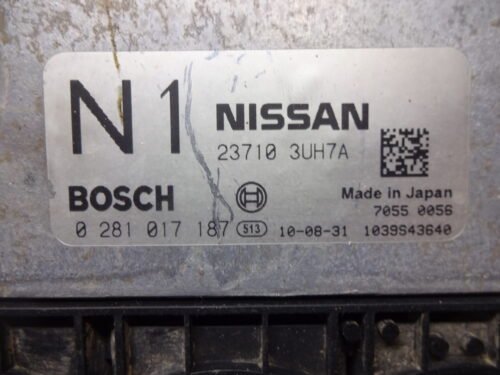 N1 NISSAN
23710 3UH7A
BOSCH
Made in Japan
7055 0056
0 281 017 187 S13 10-08-31 1039S43640